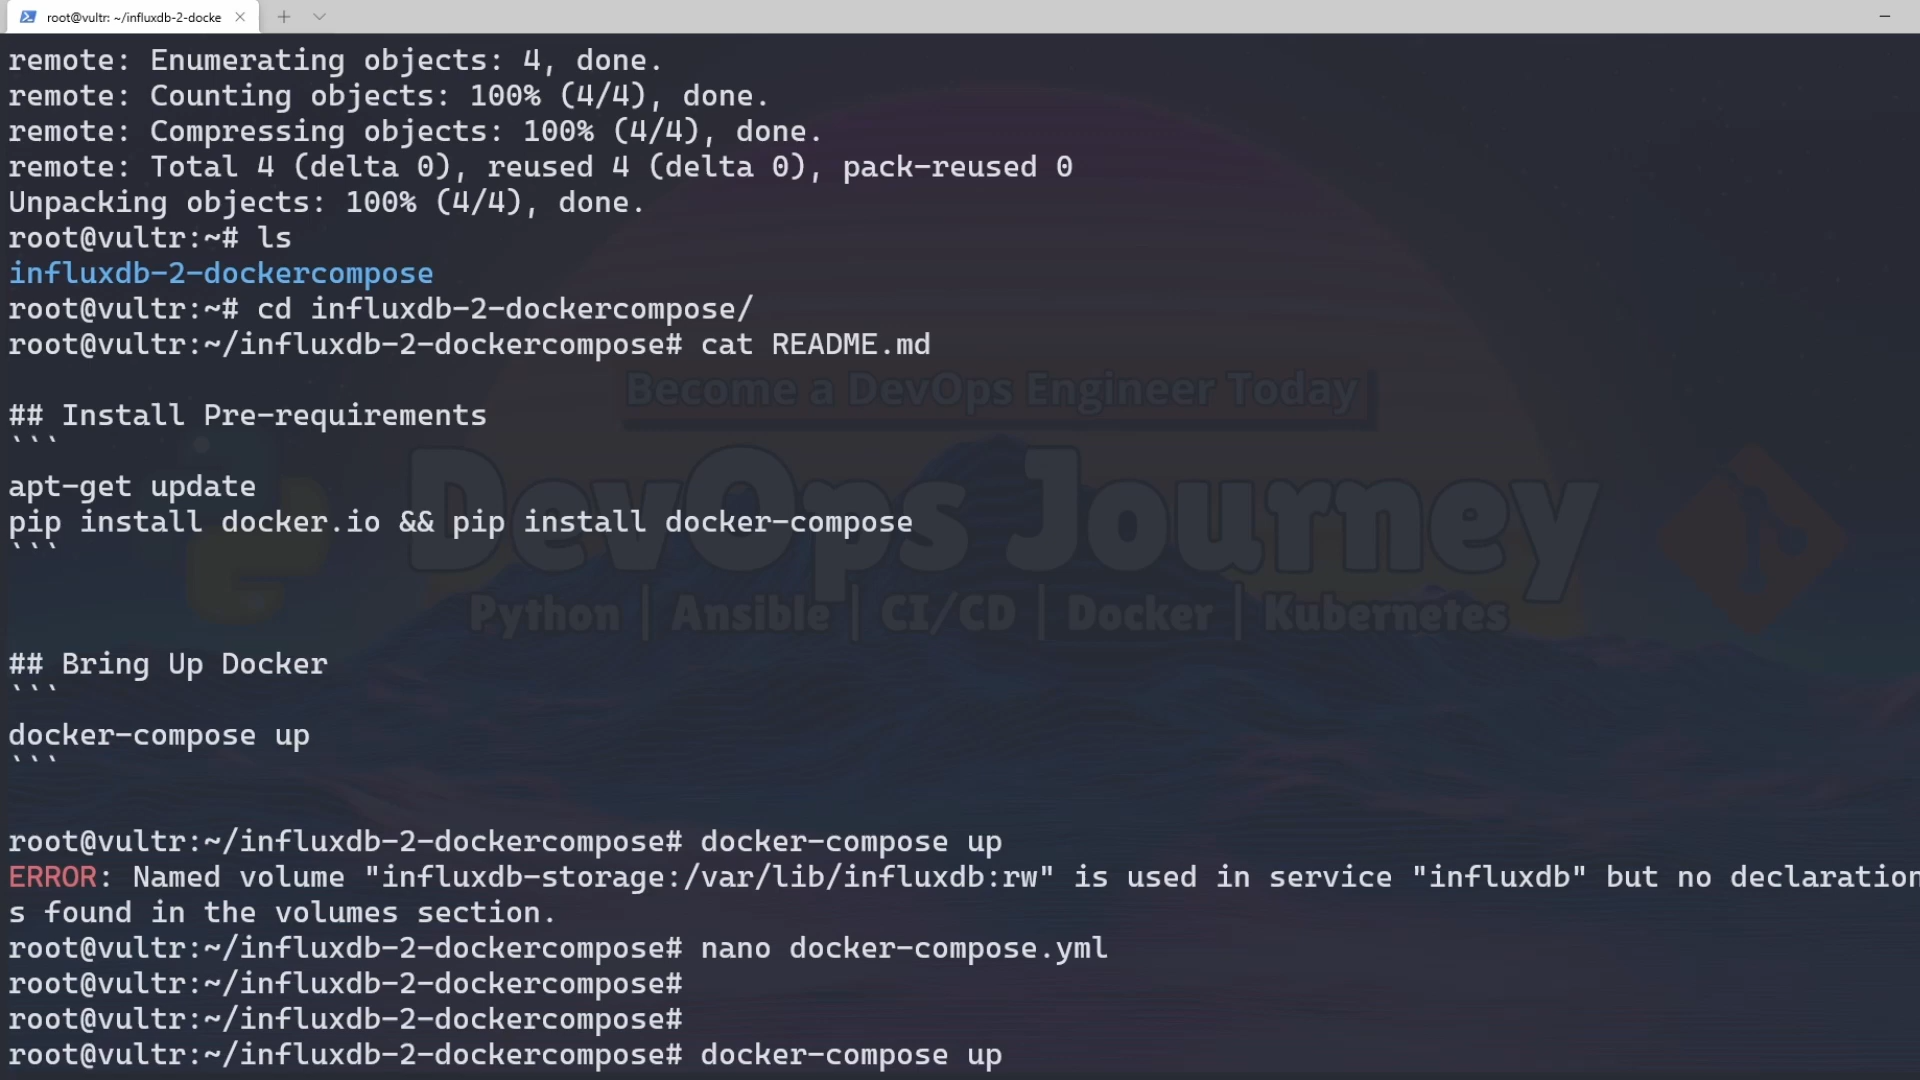 root@vultr: ~/influxdb-2-docke
remote: Enumerating objects: 4, done.
remote: Counting objects: 100% (4/4), done.
remote: Compressing objects: 100% (4/4), done.
remote: Total 4 (delta 0), reused 4 (delta 0), pack-reused 0
Unpacking objects: 100% (4/4), done.
root@vultr:~# ls
influxdb-2-dockercompose
root@vultr:~# cd influxdb-2-dockercompose/
root@vultr:~/influxdb-2-dockercompose# cat README.md
Become a DevOps Engineer Today
## Install Pre-requirements
```
DevOps Journey
apt-get update
pip install docker.io && pip install docker-compose
```
Python | Ansible | CI/CD | Docker | Kubernetes
## Bring Up Docker
```
docker-compose up
```
root@vultr:~/influxdb-2-dockercompose# docker-compose up
ERROR: Named volume "influxdb-storage:/var/lib/influxdb:rw" is used in service "influxdb" but no declaration
s found in the volumes section.
root@vultr:~/influxdb-2-dockercompose# nano docker-compose.yml
root@vultr:~/influxdb-2-dockercompose#
root@vultr:~/influxdb-2-dockercompose#
root@vultr:~/influxdb-2-dockercompose# docker-compose up